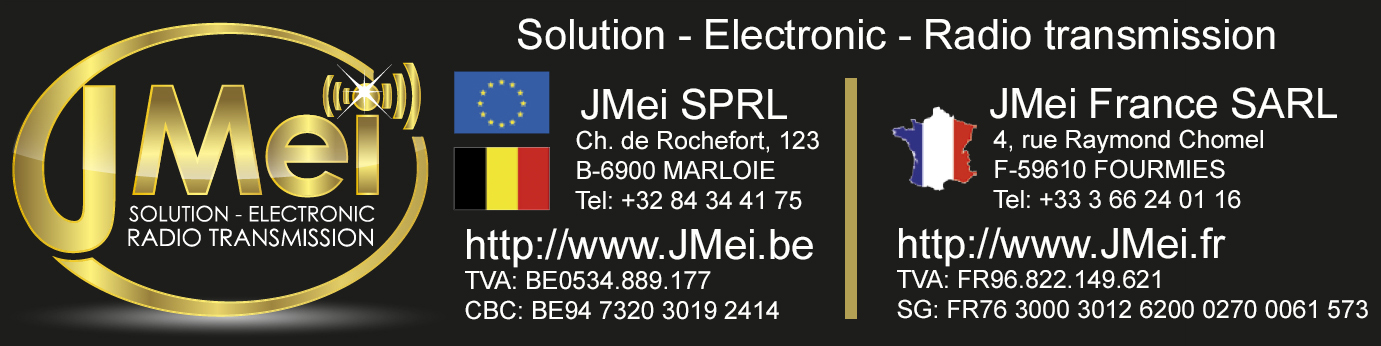 JMei
SOLUTION - ELECTRONIC
RADIO TRANSMISSION
Solution - Electronic - Radio transmission
JMei SPRL
Ch. de Rochefort, 123
B-6900 MARLOIE
Tel: +32 84 34 41 75
http://www.JMei.be
TVA: BE0534.889.177
CBC: BE94 7320 3019 2414
JMei France SARL
4, rue Raymond Chomel
F-59610 FOURMIES
Tel: +33 3 66 24 01 16
http://www.JMei.fr
TVA: FR96.822.149.621
SG: FR76 3000 3012 6200 0270 0061 573